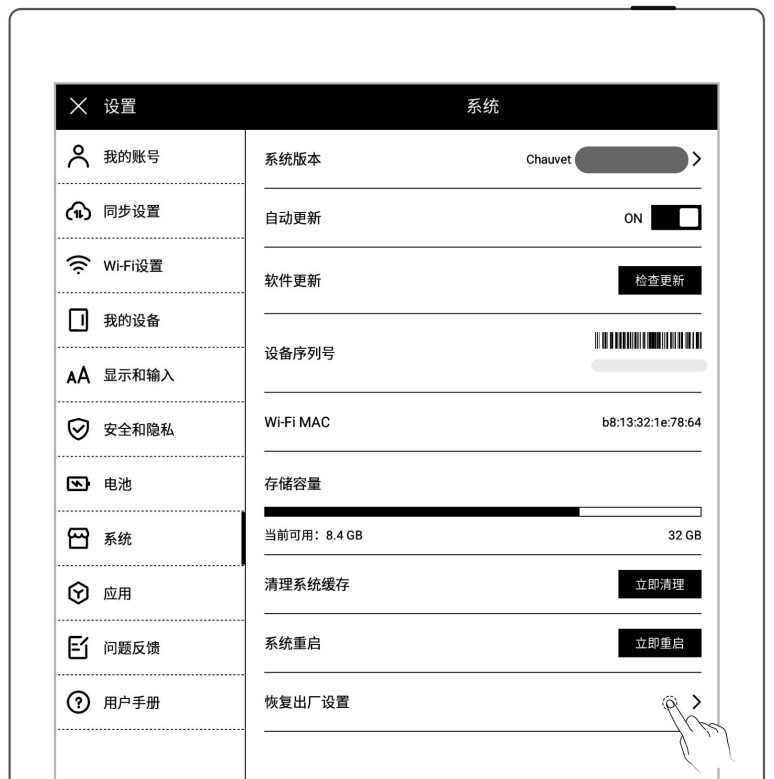 设置
系统
我的账号
同步设置
Wi-Fi设置
我的设备
显示和输入
安全和隐私
电池
系统
应用
问题反馈
用户手册
系统版本 Chauvet
自动更新 ON
软件更新 检查更新
设备序列号
Wi-Fi MAC b8:13:32:1e:78:64
存储容量
当前可用：8.4 GB 32 GB
清理系统缓存 立即清理
系统重启 立即重启
恢复出厂设置